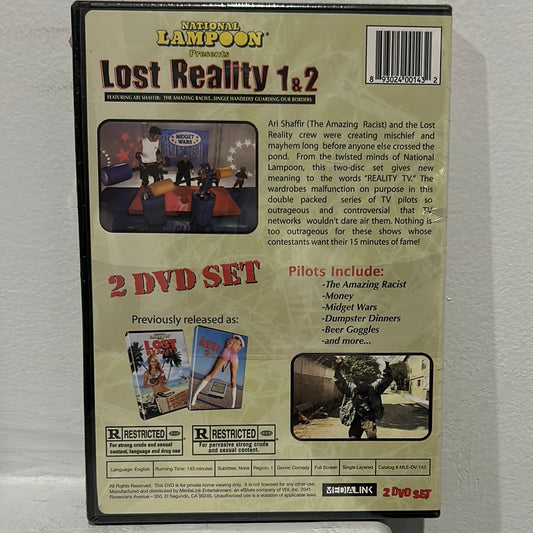 NATIONAL
LAMPOON®
Presents
Lost Reality 1&2
FEATURING ARI SHAFFIR, THE AMAZING RACIST...SINGLE HANDEDLY GUARDING OUR BORDERS
8 93024 00143 2
MIDGET
WARS
Ari Shaffir (The Amazing Racist) and the Lost
Reality crew were creating mischief and
mayhem long before anyone else crossed the
pond. From the twisted minds of National
Lampoon, this two-disc set gives new
meaning to the words "REALITY TV." The
wardrobes malfunction on purpose in this
double packed series of TV pilots so
outrageous and controversial that TV
networks wouldn't dare air them. Nothing is
too outrageous for these shows whose
contestants want their 15 minutes of fame!
2 DVD SET
Pilots Include:
-The Amazing Racist
-Money
-Midget Wars
-Dumpster Dinners
-Beer Goggles
-and more...
Previously released as:
LOST
REALITY
LOST
REALITY
2
R RESTRICTED
For strong crude and sexual
content, language and drug use
R RESTRICTED
For pervasive strong crude
and sexual content
Language: English
Running Time: 143 minutes
Subtitles: None
Region: 1
Genre: Comedy
Full Screen
Single Layered
Catalog # MLE-DV-143
All Rights Reserved. This DVD is for private home viewing only. It is not licensed for any other use.
Manufactured and distributed by MediaLink Entertainment, an affiliate company of VDI, Inc. 2041
Rosecrans Avenue, El Segundo, CA 90245. Unauthorized use is a violation of applicable laws.
MEDIALINK
2 DVD SET